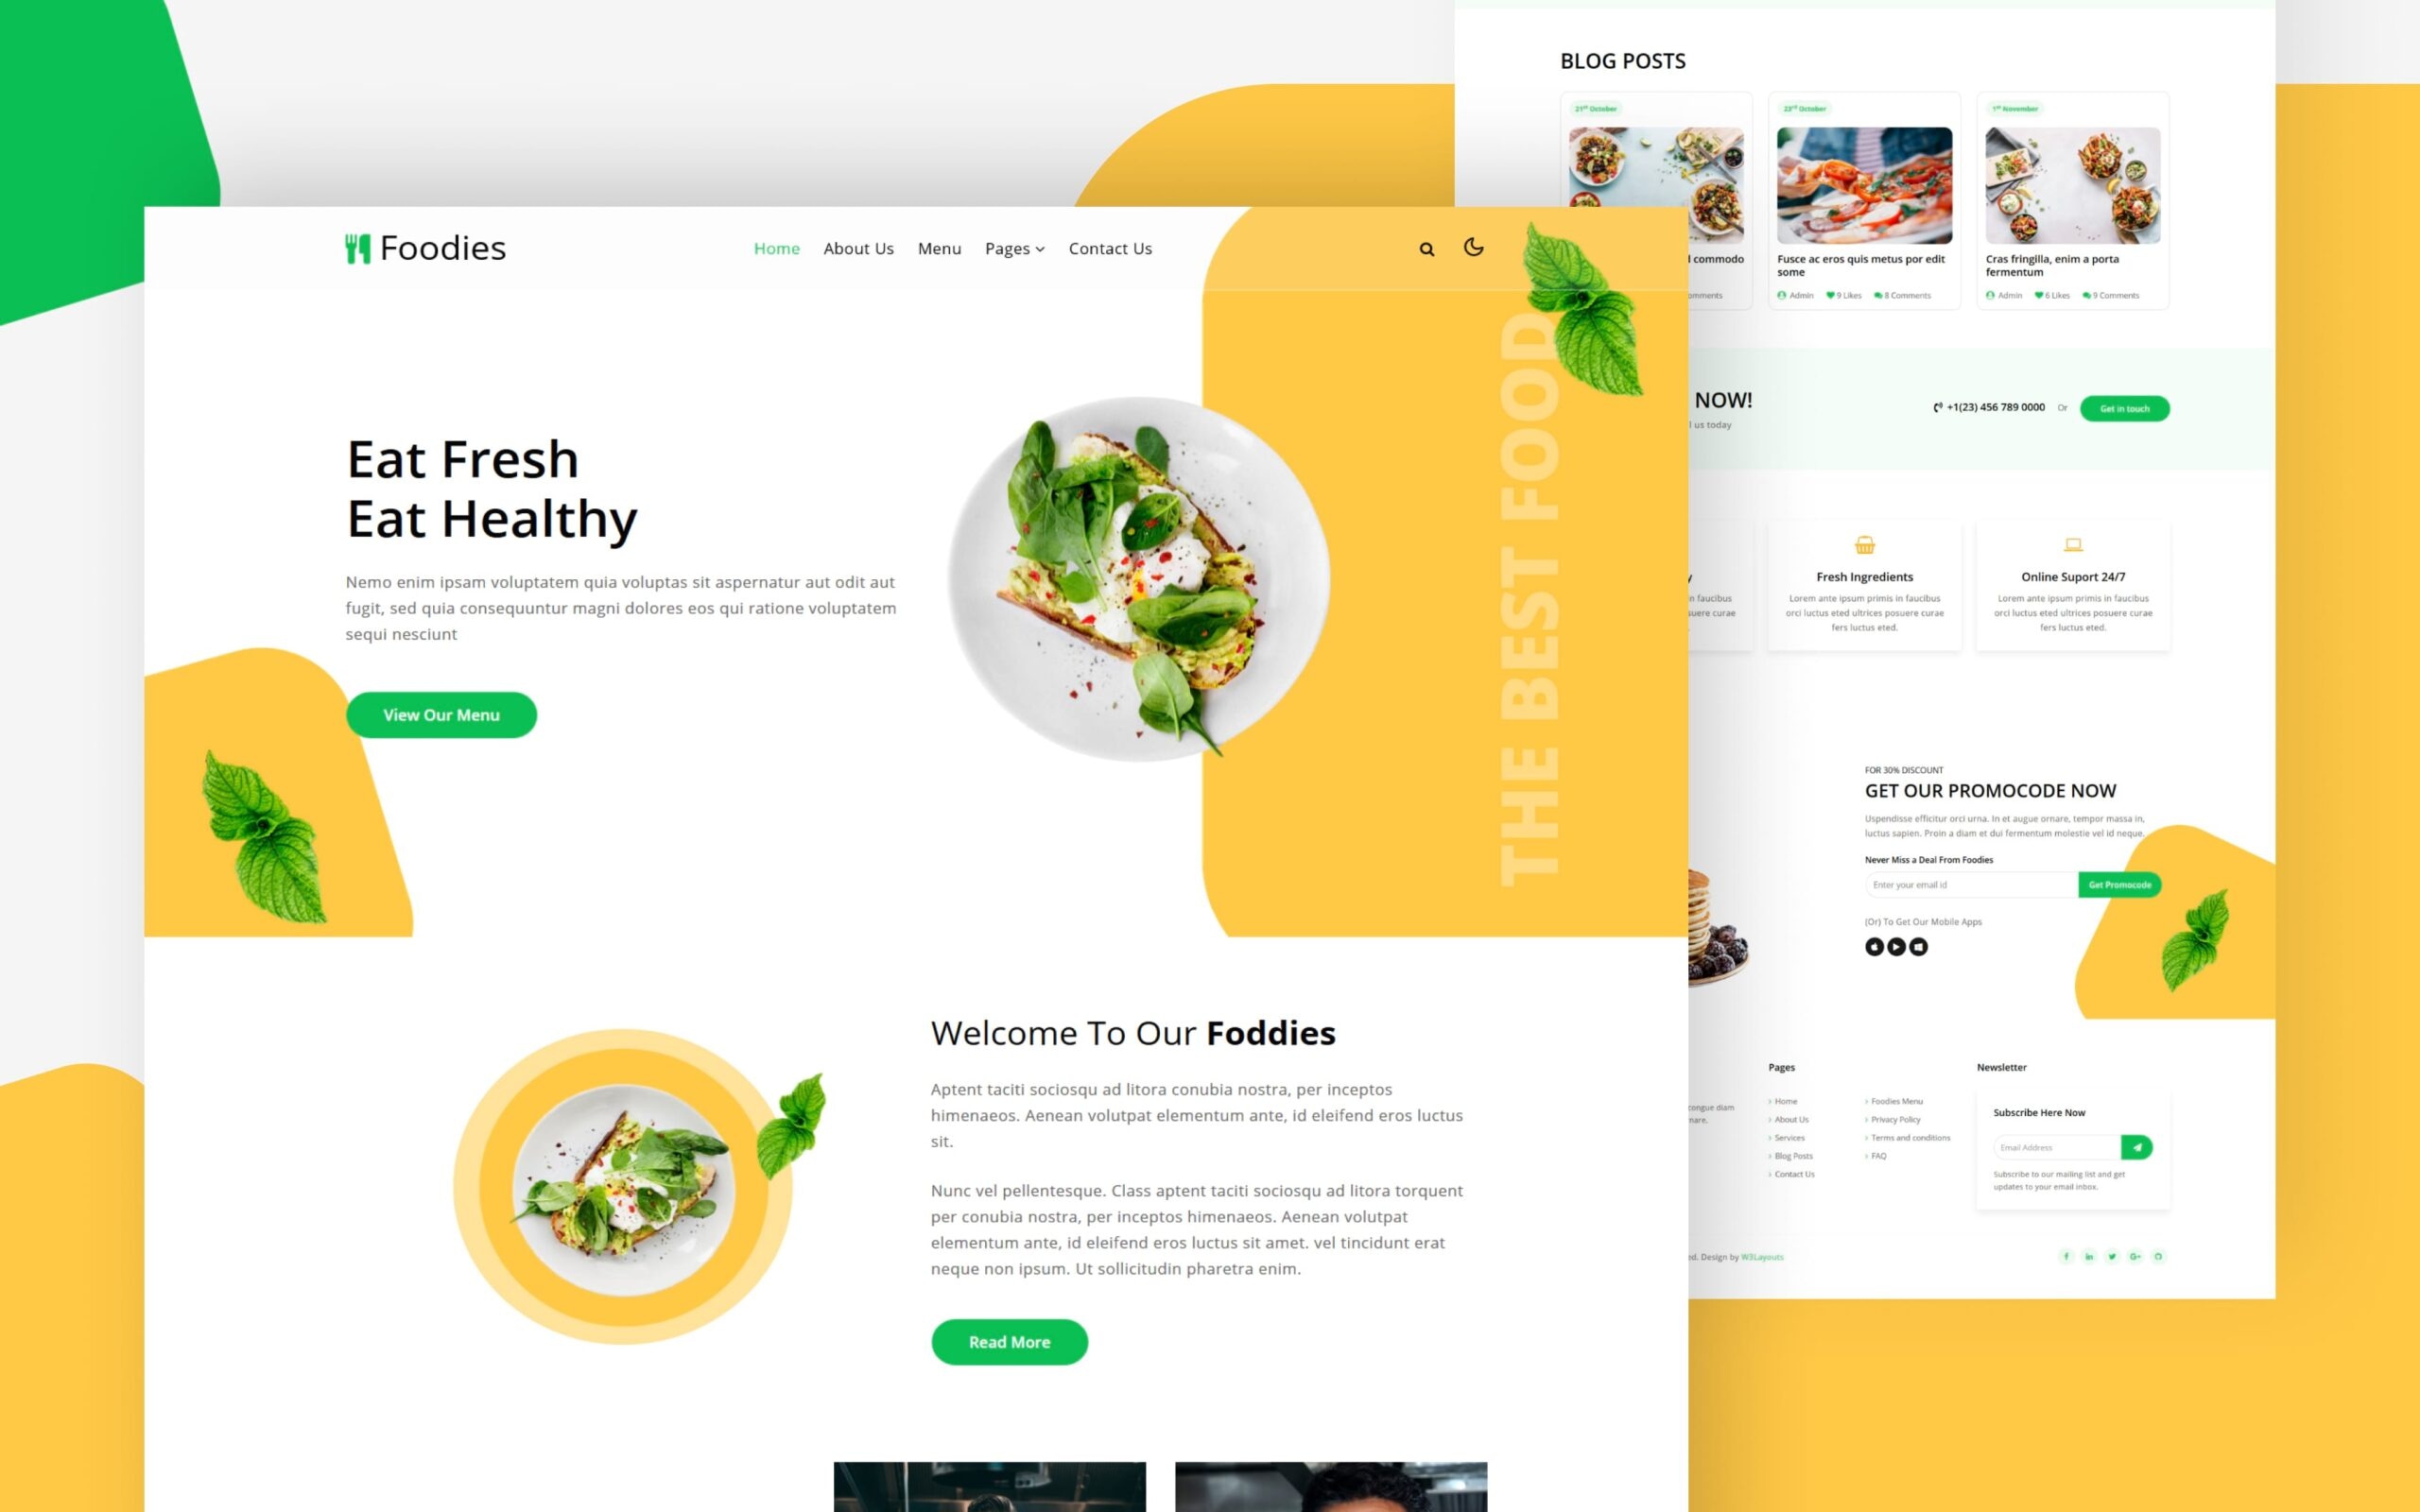 Foodies
Home About Us Menu Pages Contact Us
Eat Fresh
Eat Healthy
Nemo enim ipsam voluptatem quia voluptas sit aspernatur aut odit aut
fugit, sed quia consequuntur magni dolores eos qui ratione voluptatem
sequi nesciunt
View Our Menu
THE BEST FOOD
Welcome To Our Foddies
Aptent taciti sociosqu ad litora conubia nostra, per inceptos
himenaeos. Aenean volutpat elementum ante, id eleifend eros luctus
sit.
Nunc vel pellentesque. Class aptent taciti sociosqu ad litora torquent
per conubia nostra, per inceptos himenaeos. Aenean volutpat
elementum ante, id eleifend eros luctus sit amet. vel tincidunt erat
neque non ipsum. Ut sollicitudin pharetra enim.
Read More
BLOG POSTS
21st October
commodo
23rd October
Fusce ac eros quis metus por edit
some
Admin 9 Likes 8 Comments
1st November
Cras fringilla, enim a porta
fermentum
Admin 6 Likes 9 Comments
NOW!
us today
+1(23) 456 789 0000 Or Get in touch
n faucibus
suere curae
Fresh Ingredients
Lorem ante ipsum primis in faucibus
orci luctus eted ultrices posuere curae
fers luctus eted.
Online Suport 24/7
Lorem ante ipsum primis in faucibus
orci luctus eted ultrices posuere curae
fers luctus eted.
FOR 30% DISCOUNT
GET OUR PROMOCODE NOW
Uspendisse efficitur orci urna. In et augue ornare, tempor massa in,
luctus sapien. Proin a diam et dui fermentum molestie vel id neque.
Never Miss a Deal From Foodies
Enter your email id Get Promocode
(Or) To Get Our Mobile Apps
congue diam
nare.
Pages
Home
About Us
Services
Blog Posts
Contact Us
Foodies Menu
Privacy Policy
Terms and conditions
FAQ
Newsletter
Subscribe Here Now
Email Address
Subscribe to our mailing list and get
updates to your email inbox.
ed. Design by W3Layouts